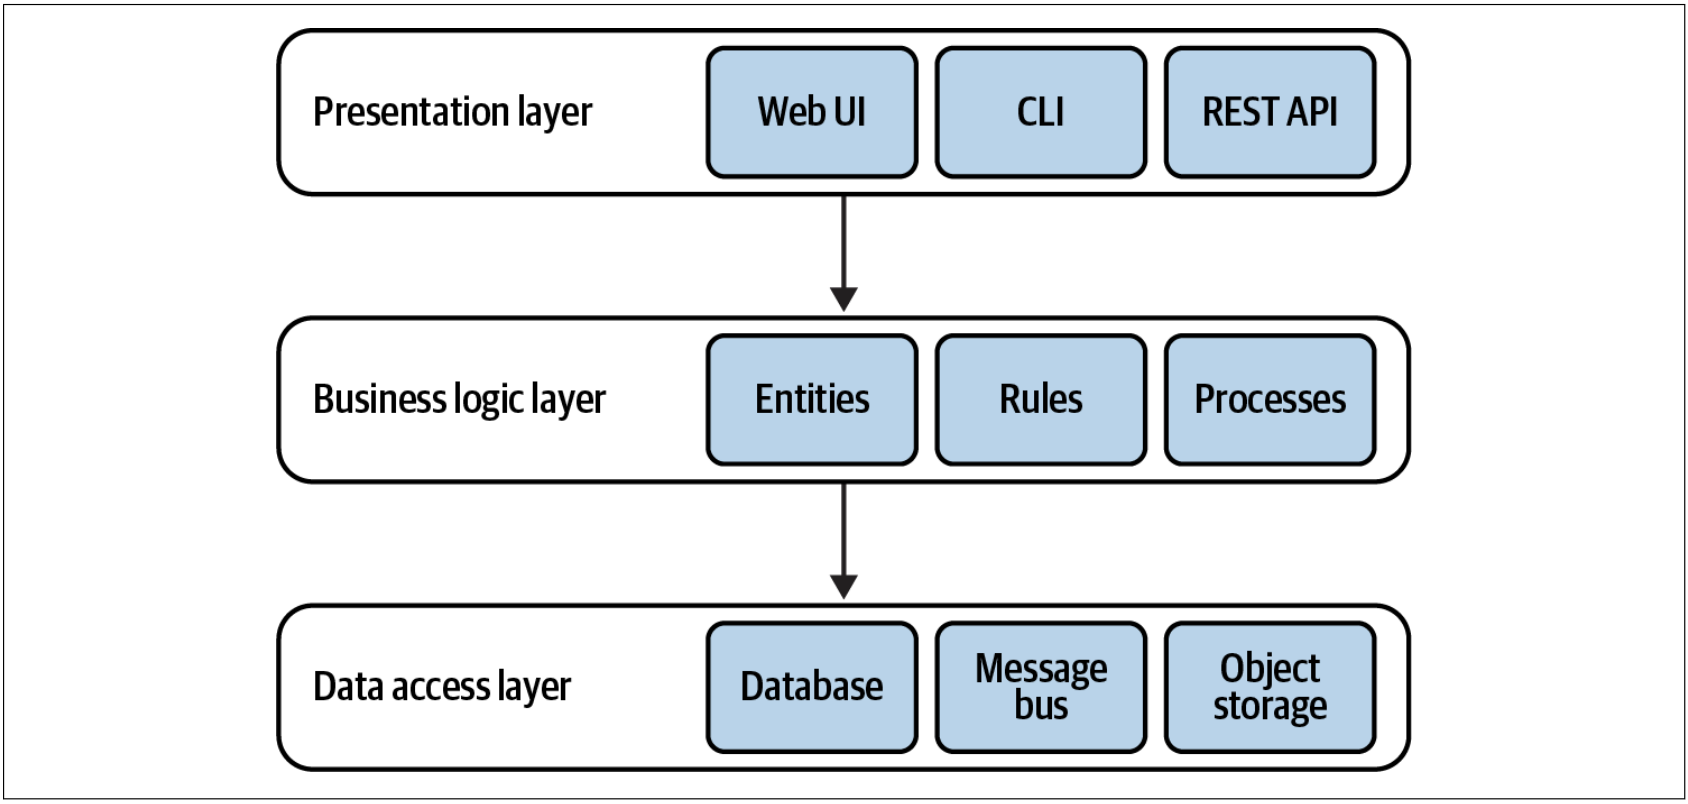 Presentation layer
Web UI
CLI
REST API
Business logic layer
Entities
Rules
Processes
Data access layer
Database
Message
bus
Object
storage